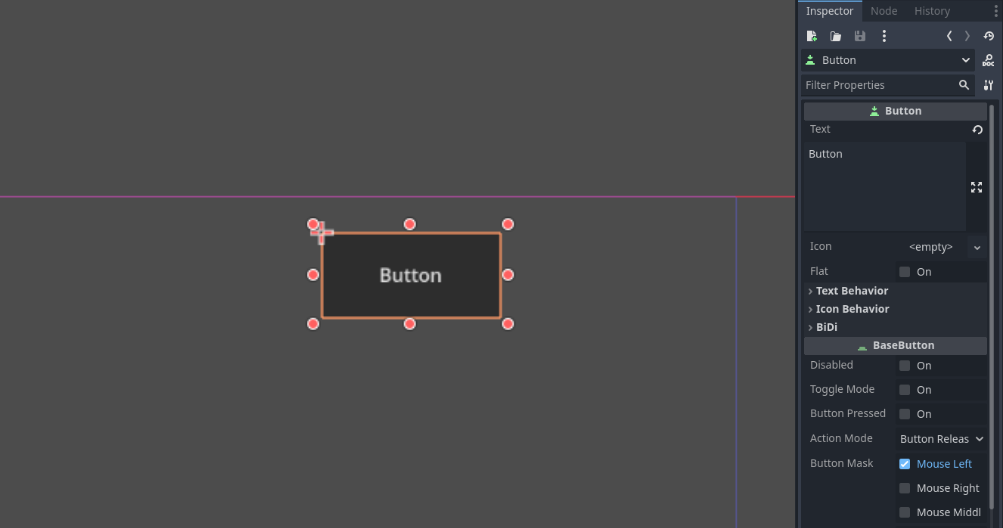 Inspector Node History
Button
DOC
Filter Properties
Button
Text
Button
Icon <empty>
Flat On
Text Behavior
Icon Behavior
BiDi
BaseButton
Disabled On
Toggle Mode On
Button Pressed On
Action Mode Button Releas
Button Mask Mouse Left
Mouse Right
Mouse Middl
Button